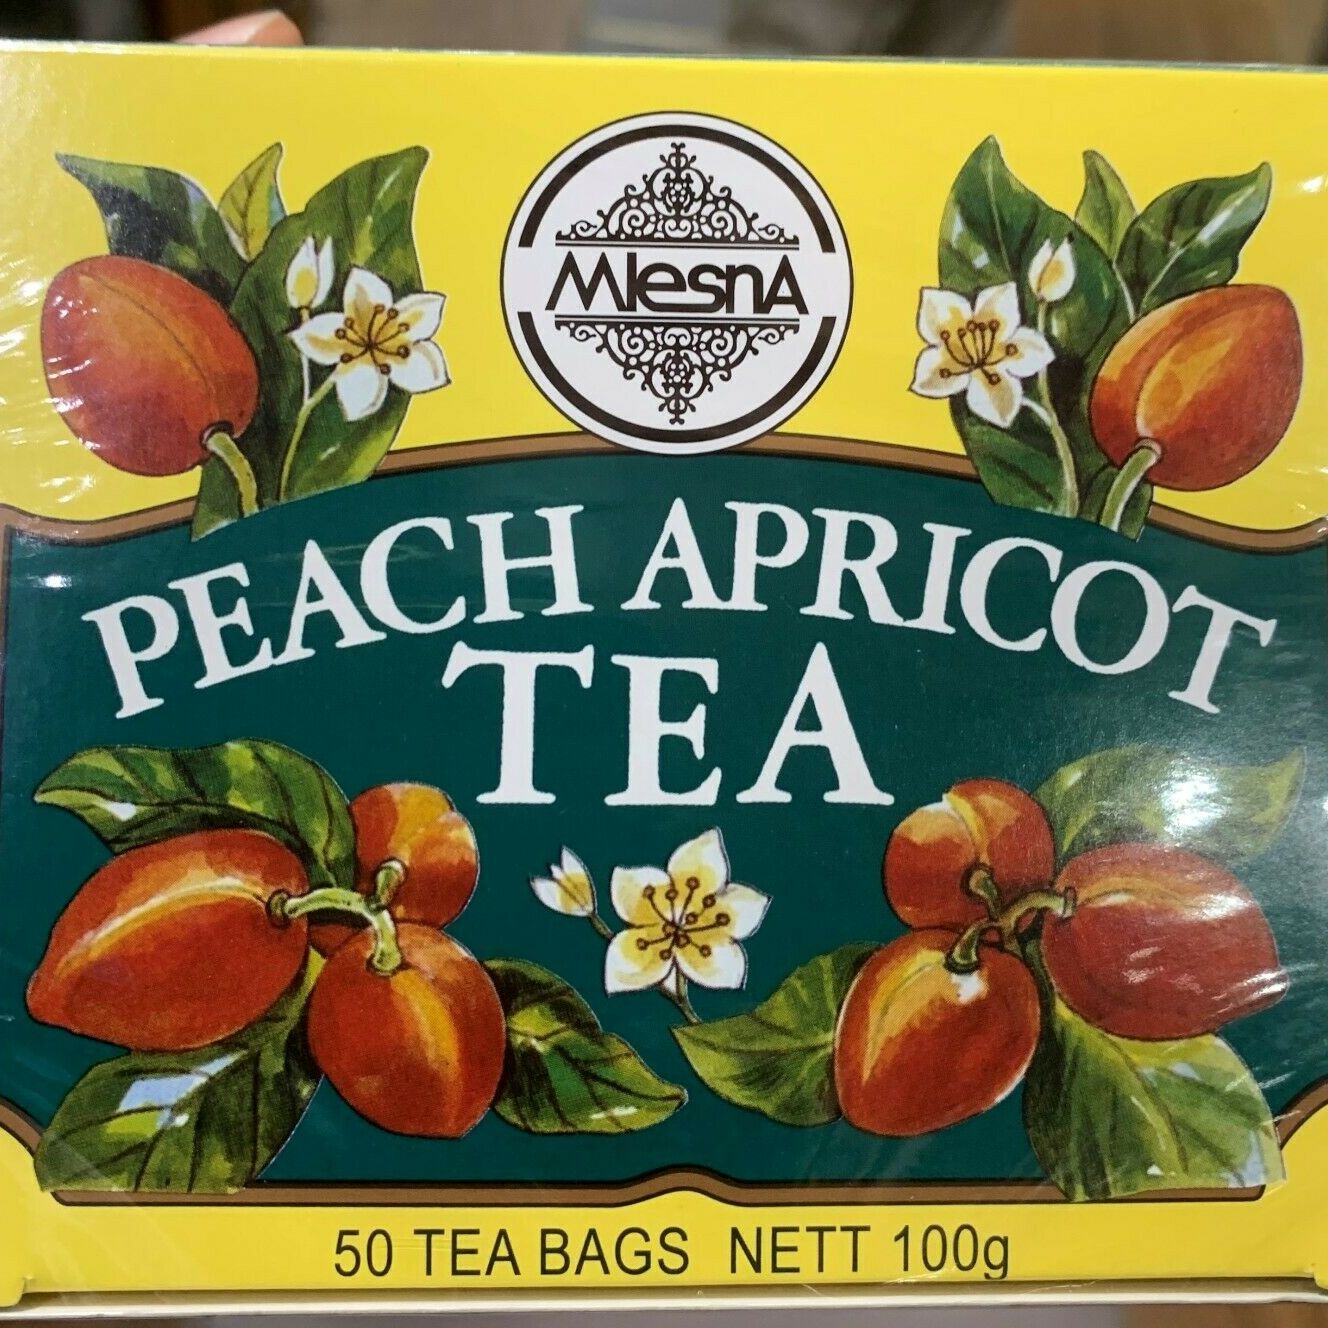 MlesnA
PEACH APRICOT
TEA
50 TEA BAGS NETT 100g